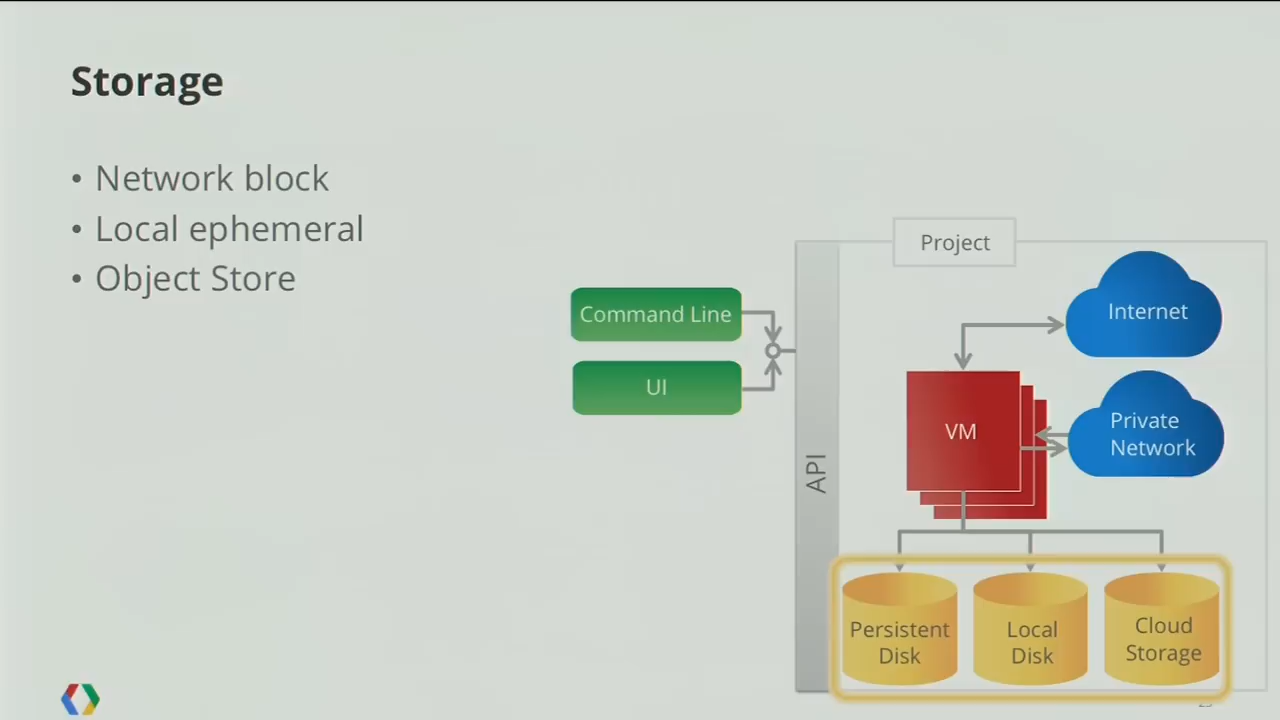 Storage
• Network block
• Local ephemeral
• Object Store
Project
Command Line
UI
API
Internet
VM
Private
Network
Persistent
Disk
Local
Disk
Cloud
Storage